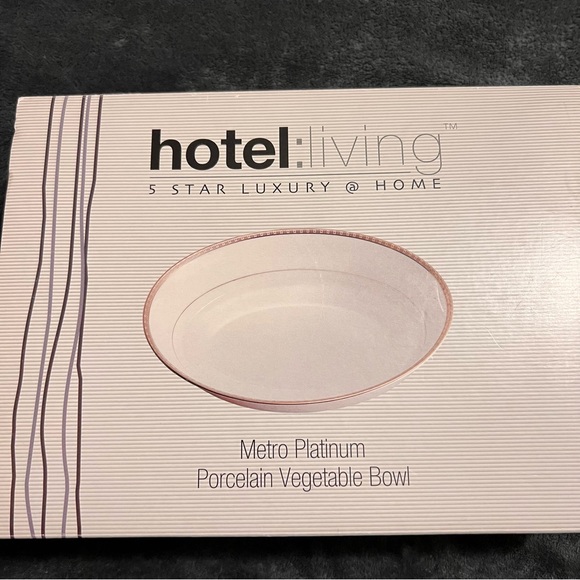 hotel:living™
5 STAR LUXURY @ HOME
Metro Platinum
Porcelain Vegetable Bowl